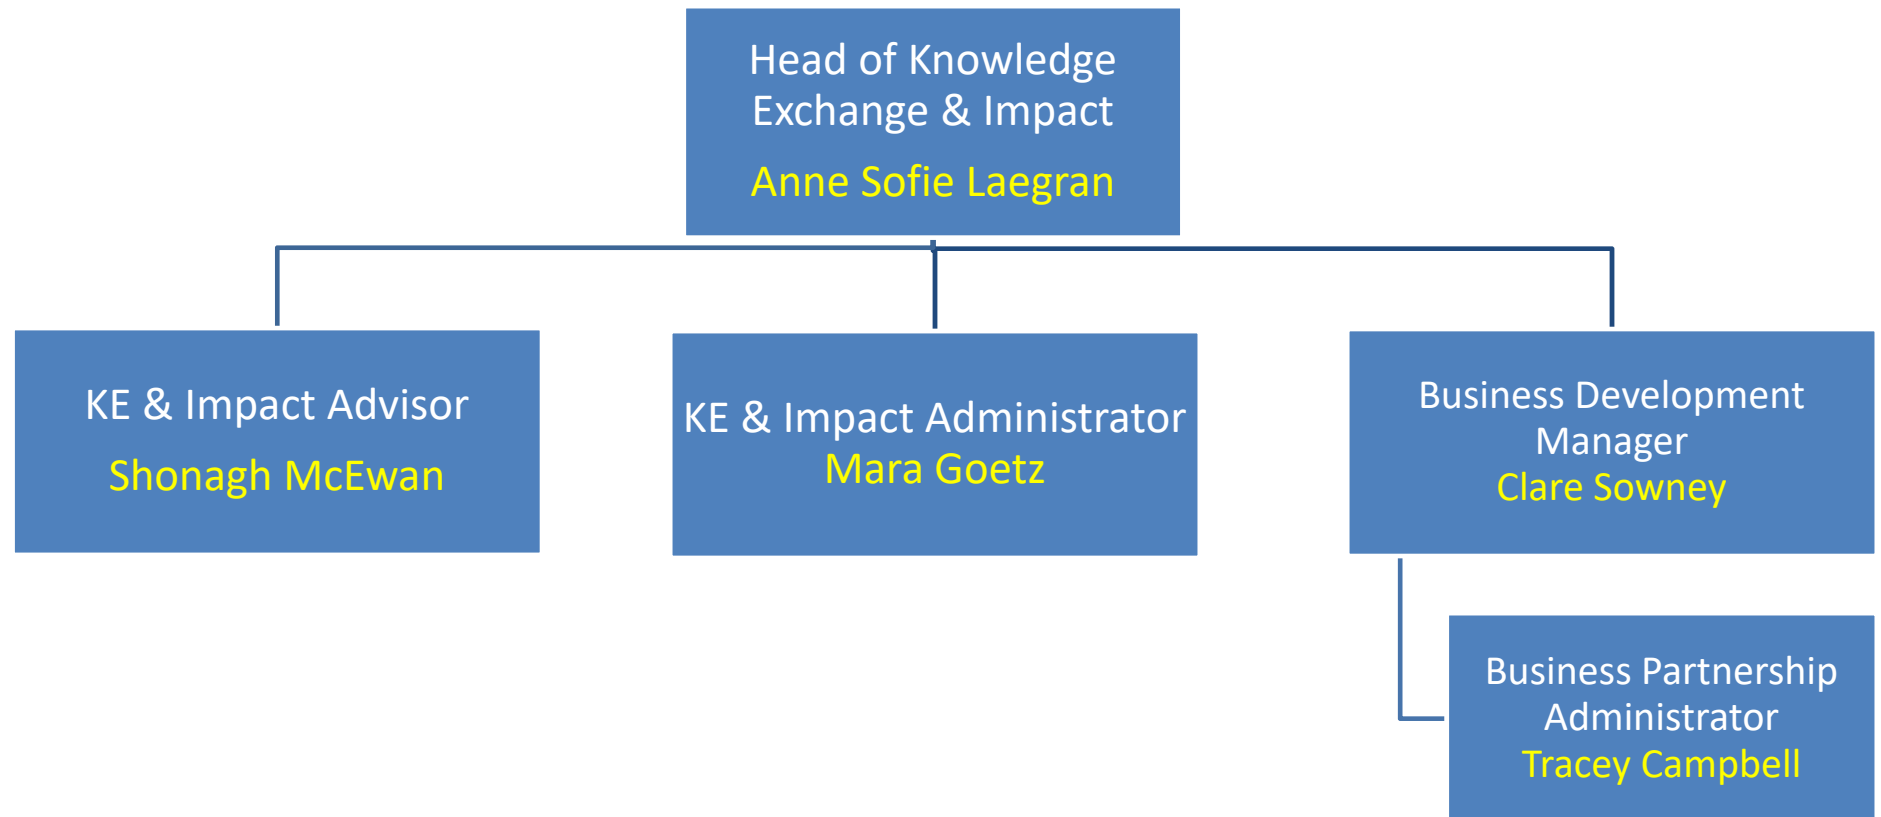 Head of Knowledge
Exchange & Impact
Anne Sofie Laegran
KE & Impact Advisor
Shonagh McEwan
KE & Impact Administrator
Mara Goetz
Business Development
Manager
Clare Sowney
Business Partnership
Administrator
Tracey Campbell